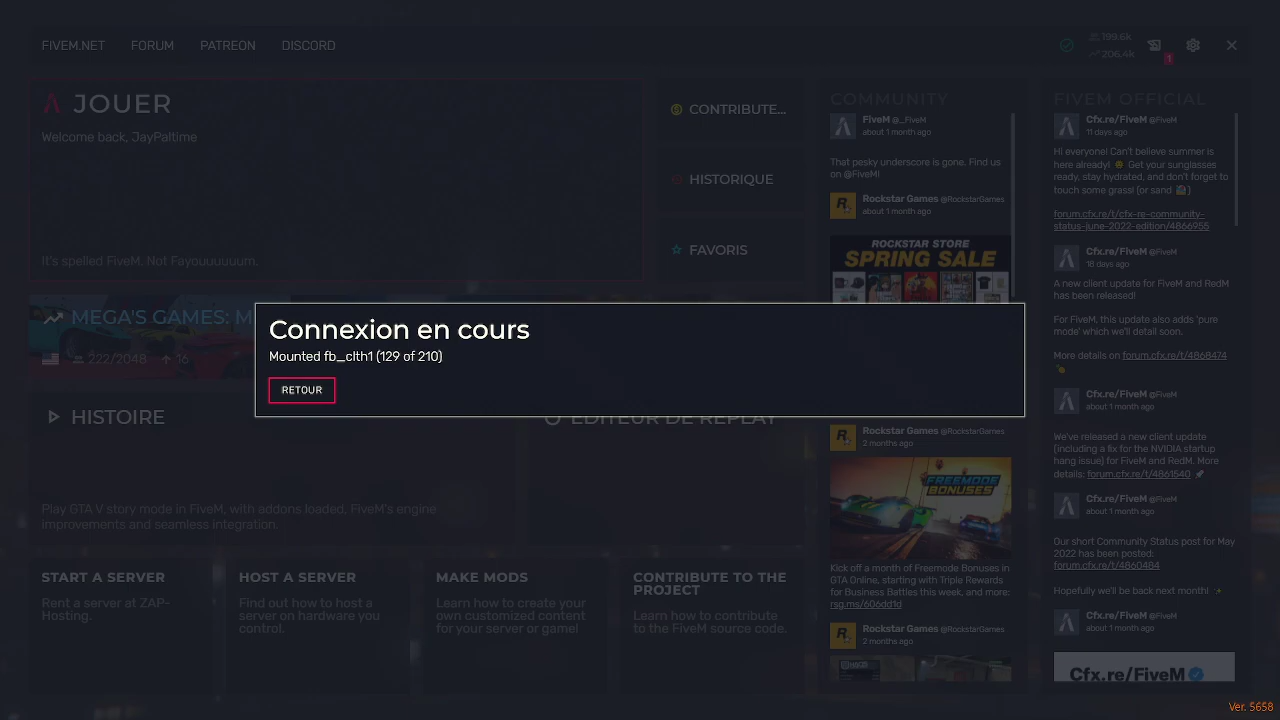 FIVEM.NET FORUM PATREON DISCORD
199.6k
206.4k
1
JOUER
Welcome back, JayPaltime
It's spelled FiveM, Not Fayouuuuuum.
CONTRIBUTE...
HISTORIQUE
FAVORIS
MEGA'S GAMES: M
222/2048 16
Connexion en cours
Mounted fb_clth1 (129 of 210)
RETOUR
HISTOIRE
Play GTA V story mode in FiveM, with addons loaded, FiveM's engine
improvements and seamless integration.
EDITEUR DE REPLAY
START A SERVER
Rent a server at ZAP-
Hosting.
HOST A SERVER
Find out how to host a
server on hardware you
control.
MAKE MODS
Learn how to create your
own customized content
for your server or game!
CONTRIBUTE TO THE
PROJECT
Learn how to contribute
to the FiveM source code.
COMMUNITY
FiveM @_FiveM
about 1 month ago
That pesky underscore is gone. Find us
on @FiveM!
Rockstar Games @RockstarGames
about 1 month ago
ROCKSTAR STORE
SPRING SALE
Rockstar Games @RockstarGames
2 months ago
FREEMODE
BONUSES
Kick off a month of Freemode Bonuses in
GTA Online, starting with Triple Rewards
for Business Battles this week, and more:
rsg.ms/606dd1d
Rockstar Games @RockstarGames
2 months ago
FIVEM OFFICIAL
Cfx.re/FiveM @FiveM
11 days ago
Hi everyone! Can't believe summer is
here already! 😎 Get your sunglasses
ready, stay hydrated, and don't forget to
touch some grass! (or sand 🏖)
forum.cfx.re/t/cfx-re-community-
status-june-2022-edition/4866955
Cfx.re/FiveM @FiveM
18 days ago
A new client update for FiveM and RedM
has been released!
For FiveM, this update also adds 'pure
mode' which we'll detail soon.
More details on forum.cfx.re/t/4868474
Cfx.re/FiveM @FiveM
about 1 month ago
We've released a new client update
(including a fix for the NVIDIA startup
hang issue) for FiveM and RedM. More
details: forum.cfx.re/t/4861540
Cfx.re/FiveM @FiveM
about 1 month ago
Our short Community Status post for May
2022 has been posted:
forum.cfx.re/t/4860484
Hopefully we'll be back next month!
Cfx.re/FiveM @FiveM
about 1 month ago
Cfx.re/FiveM
Ver. 5658